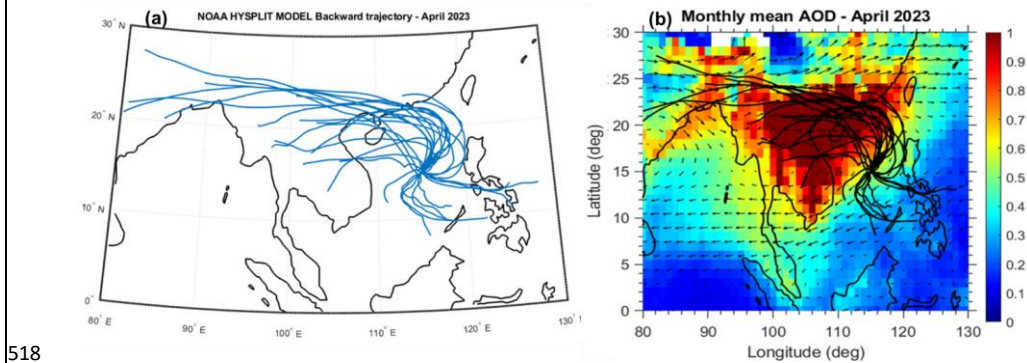 (a) NOAA HYSPLIT MODEL Backward trajectory - April 2023
30° N
20° N
10° N
0°
80° E
90° E
100° E
110° E
120° E
130°
(b) Monthly mean AOD - April 2023
Latitude (deg)
30
25
20
15
10
5
0
80
90
100
110
120
130
Longitude (deg)
1
0.9
0.8
0.7
0.6
0.5
0.4
0.3
0.2
0.1
0
518